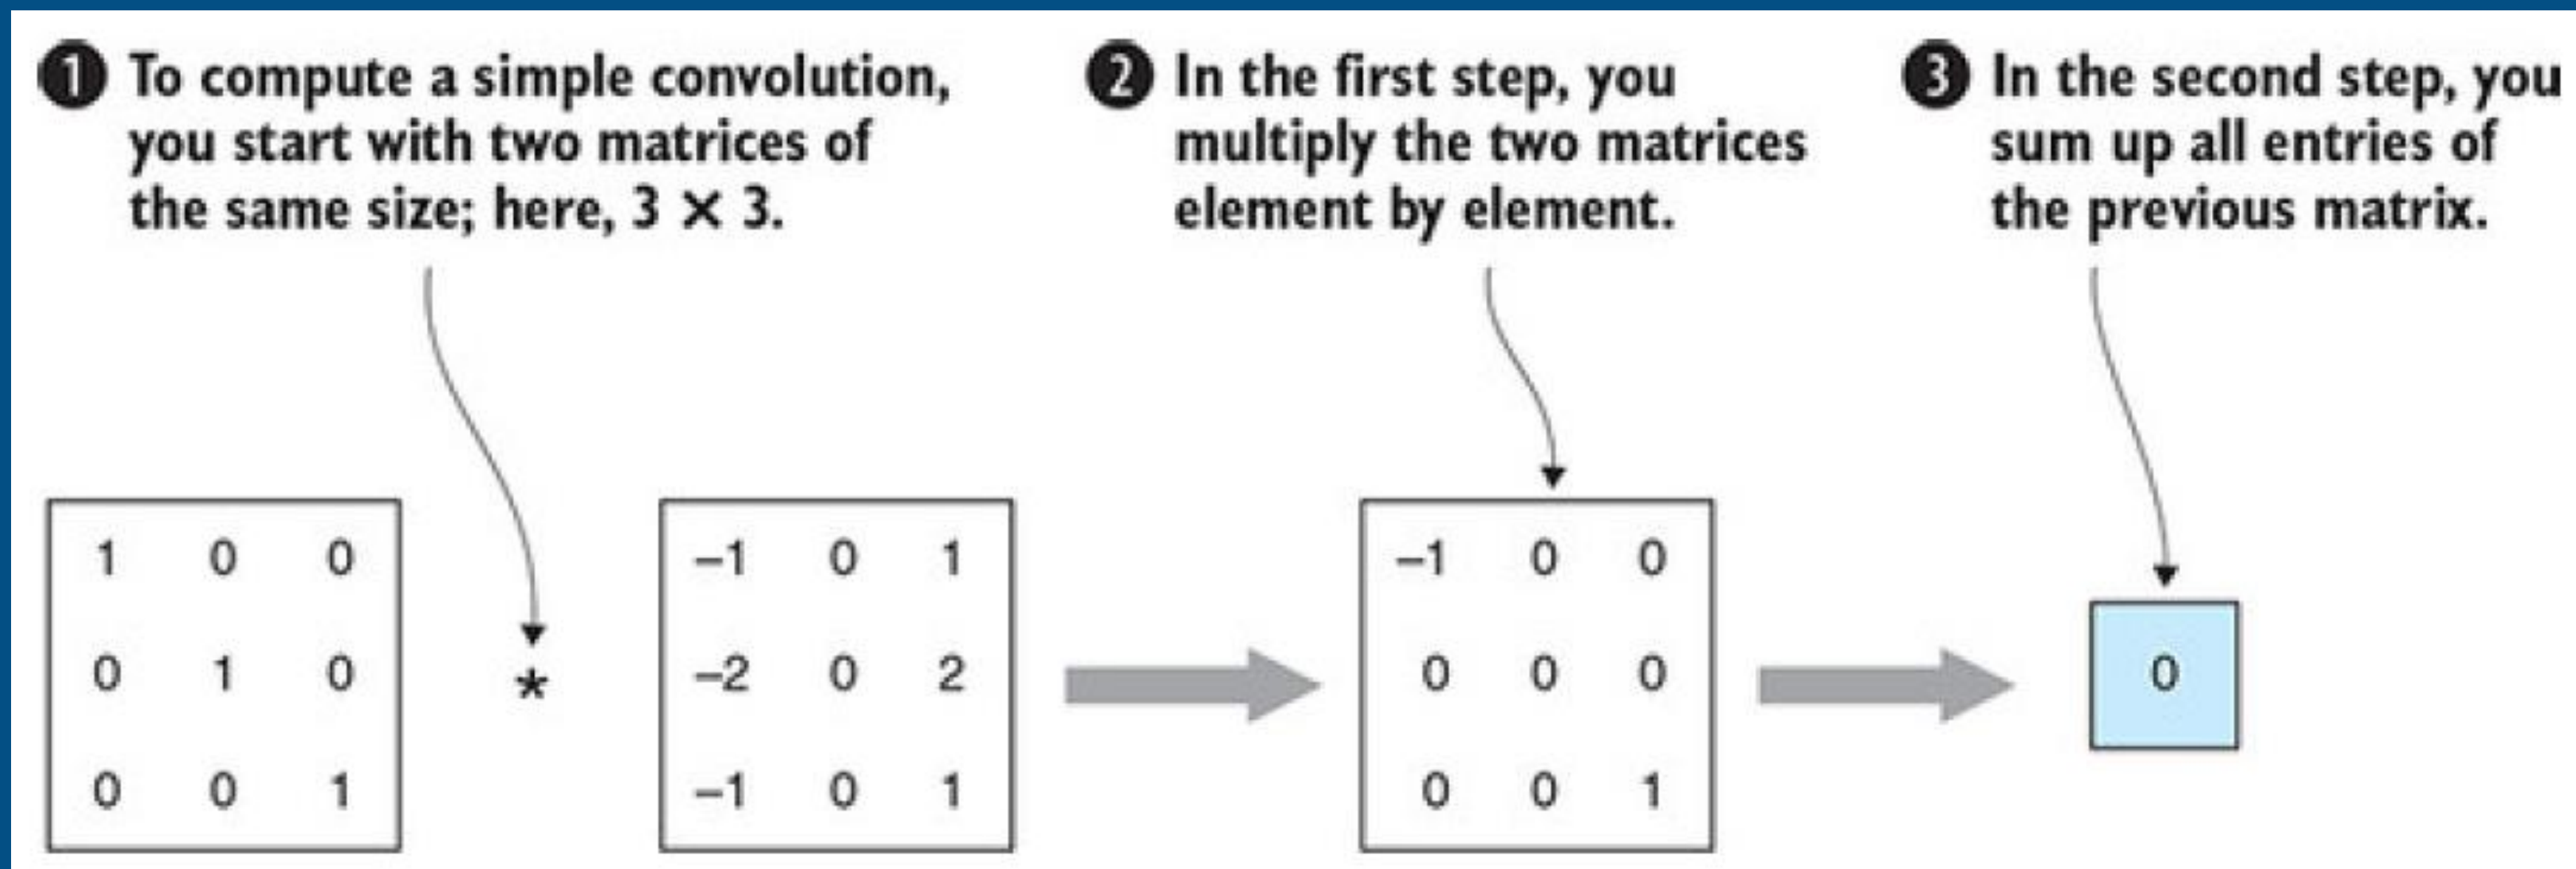 1 To compute a simple convolution,
you start with two matrices of
the same size; here, 3 × 3.
2 In the first step, you
multiply the two matrices
element by element.
3 In the second step, you
sum up all entries of
the previous matrix.
1 0 0
0 1 0
0 0 1
*
–1 0 1
–2 0 2
–1 0 1
–1 0 0
0 0 0
0 0 1
0